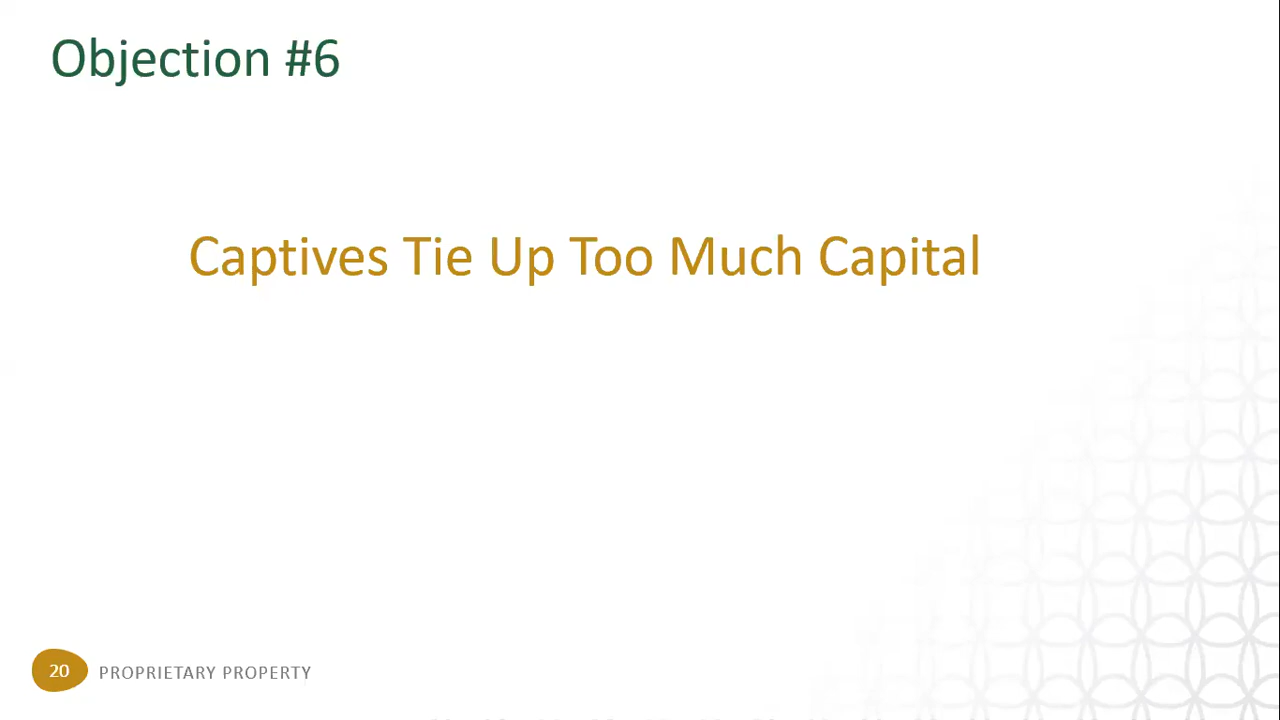 Objection #6
Captives Tie Up Too Much Capital
20 PROPRIETARY PROPERTY